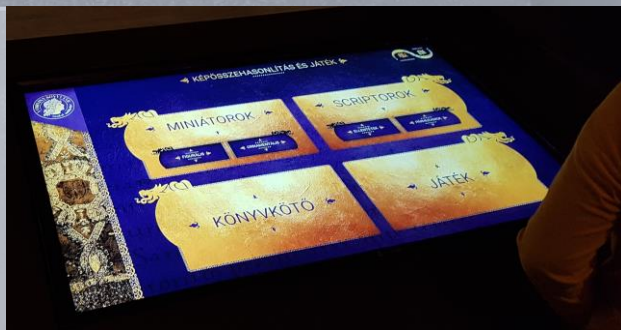 KÉPÖSSZEHASONLÍTÁS ÉS JÁTÉK
MINIÁTOROK
SCRIPTOROK
KÖNYVKÖTŐ
JÁTÉK